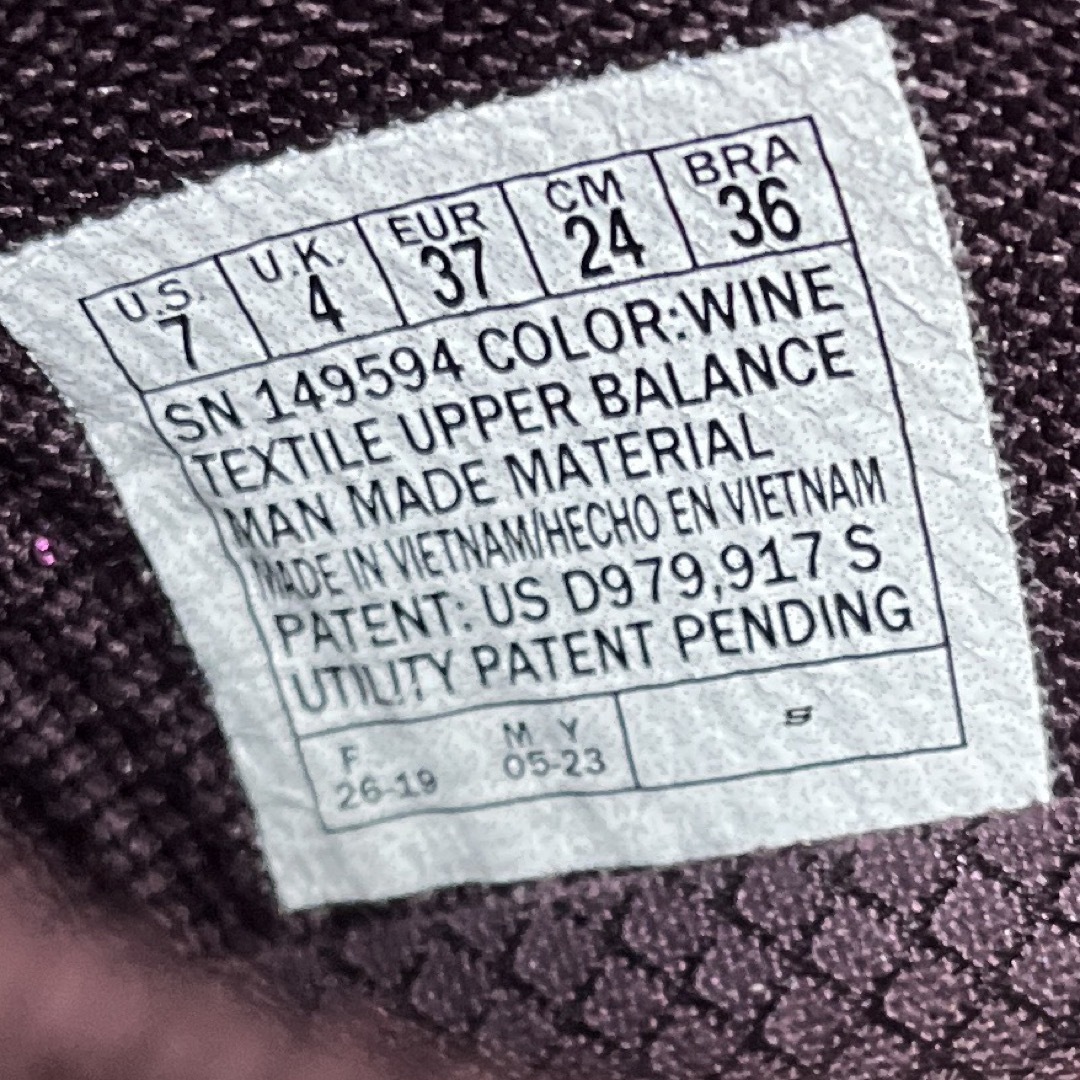 U.S. U.K. EUR CM BRA
7 4 37 24 36
SN 149594 COLOR:WINE
TEXTILE UPPER BALANCE
MAN MADE MATERIAL
MADE IN VIETNAM/HECHO EN VIETNAM
PATENT: US D979,917 S
UTILITY PATENT PENDING
F M Y
26-19 05-23
S